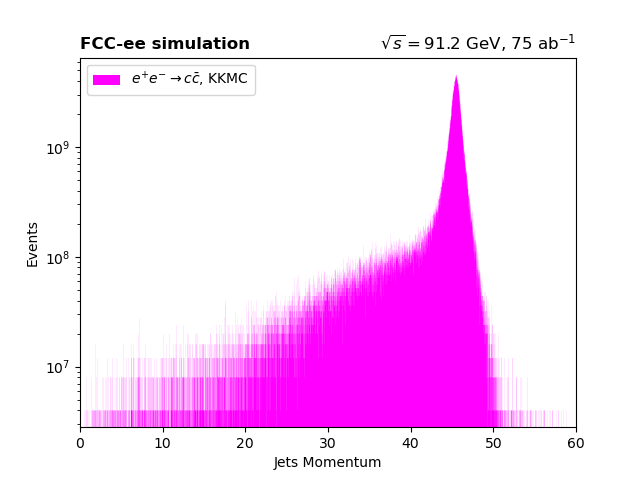 FCC-ee simulation
√s = 91.2 GeV, 75 ab⁻¹
e⁺e⁻ → cc̄, KKMC
10⁹
10⁸
10⁷
Events
0 10 20 30 40 50 60
Jets Momentum